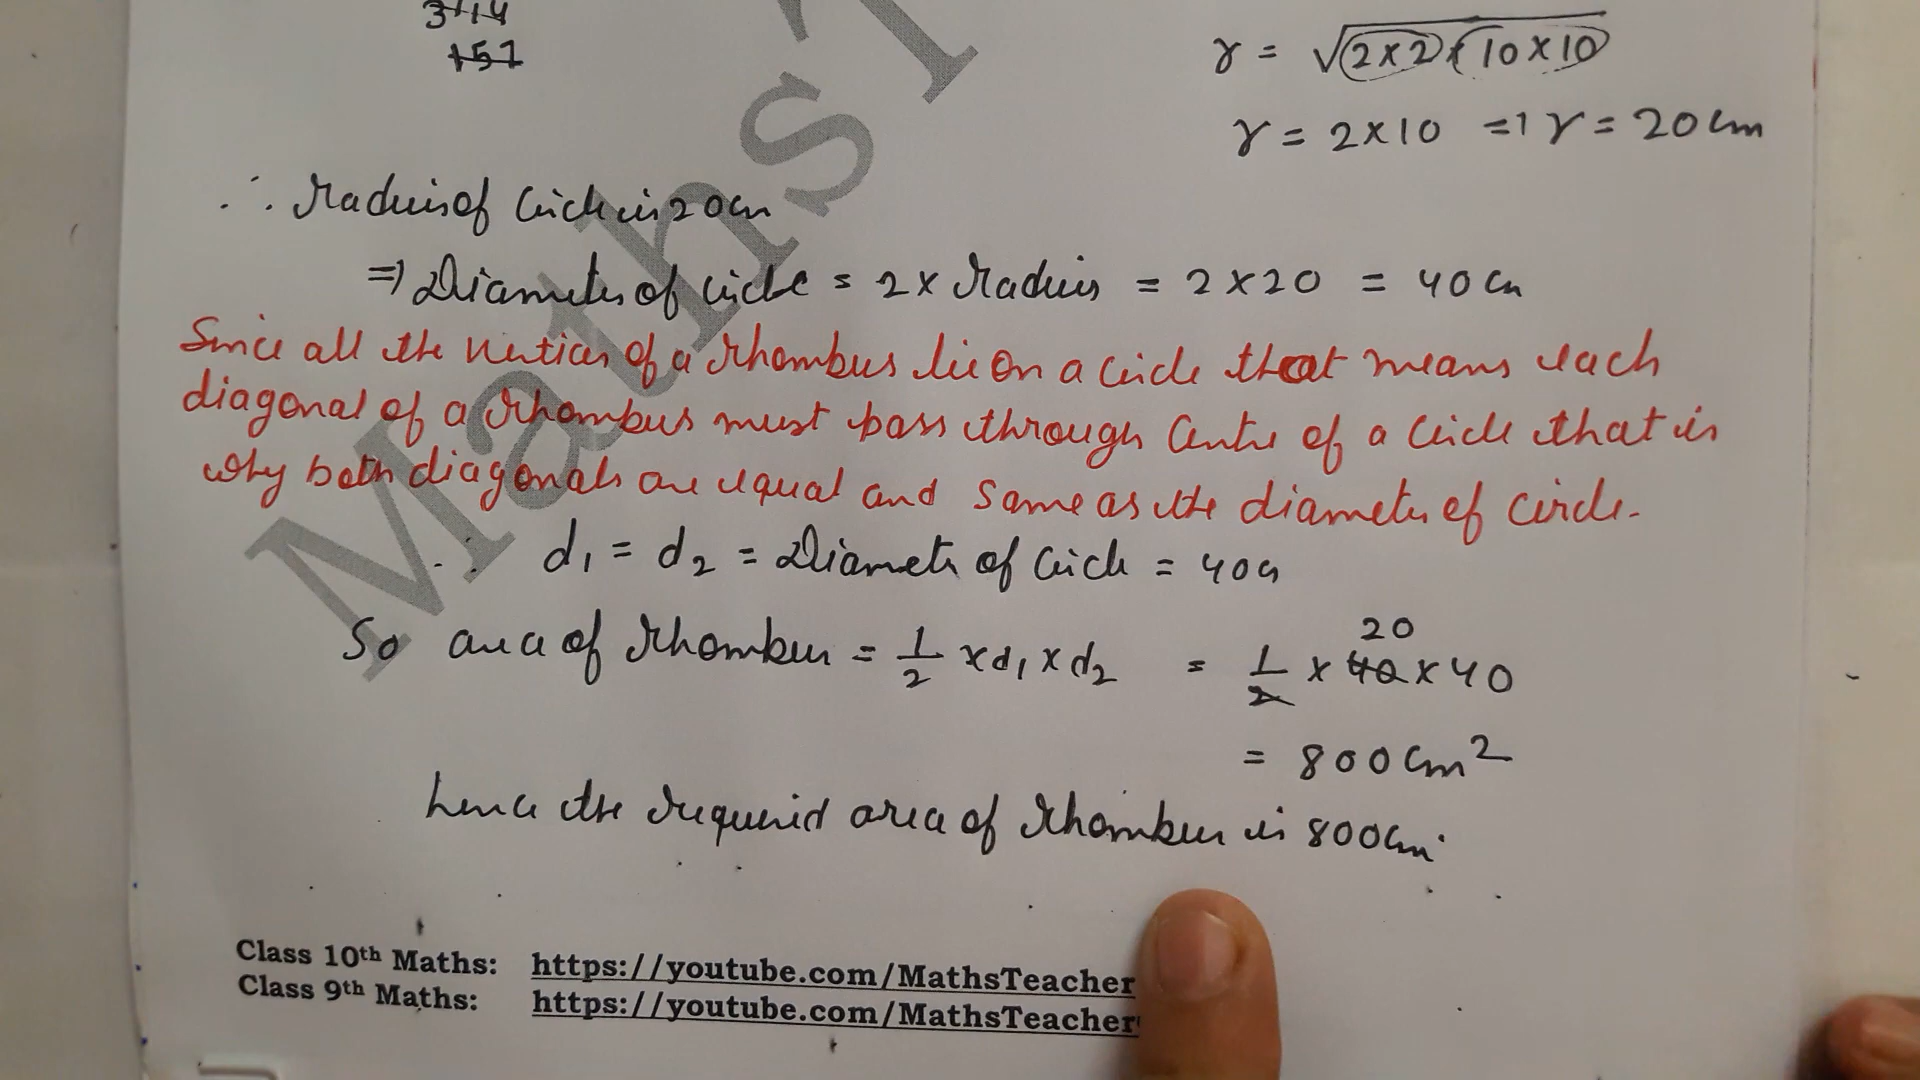 3·14
+51
r = √(2×2)×(10×10)
r = 2×10 ⇒ r = 20cm
∴ Radius of Circle is 20cm
⇒ Diameter of circle = 2× Radius = 2×20 = 40cm
Since all the vertices of a rhombus lie on a circle that means each
diagonal of a rhombus must pass through Centre of a circle that is
why both diagonals are equal and same as the diameter of circle.
∴ d₁ = d₂ = Diameter of Circle = 40cm
20
So area of rhombus = 1/2 × d₁ × d₂ = 1/2 × 40 × 40
= 800cm²
hence the required area of rhombus is 800cm²
MathsT
Class 10th Maths: https://youtube.com/MathsTeacher
Class 9th Maths: https://youtube.com/MathsTeacher